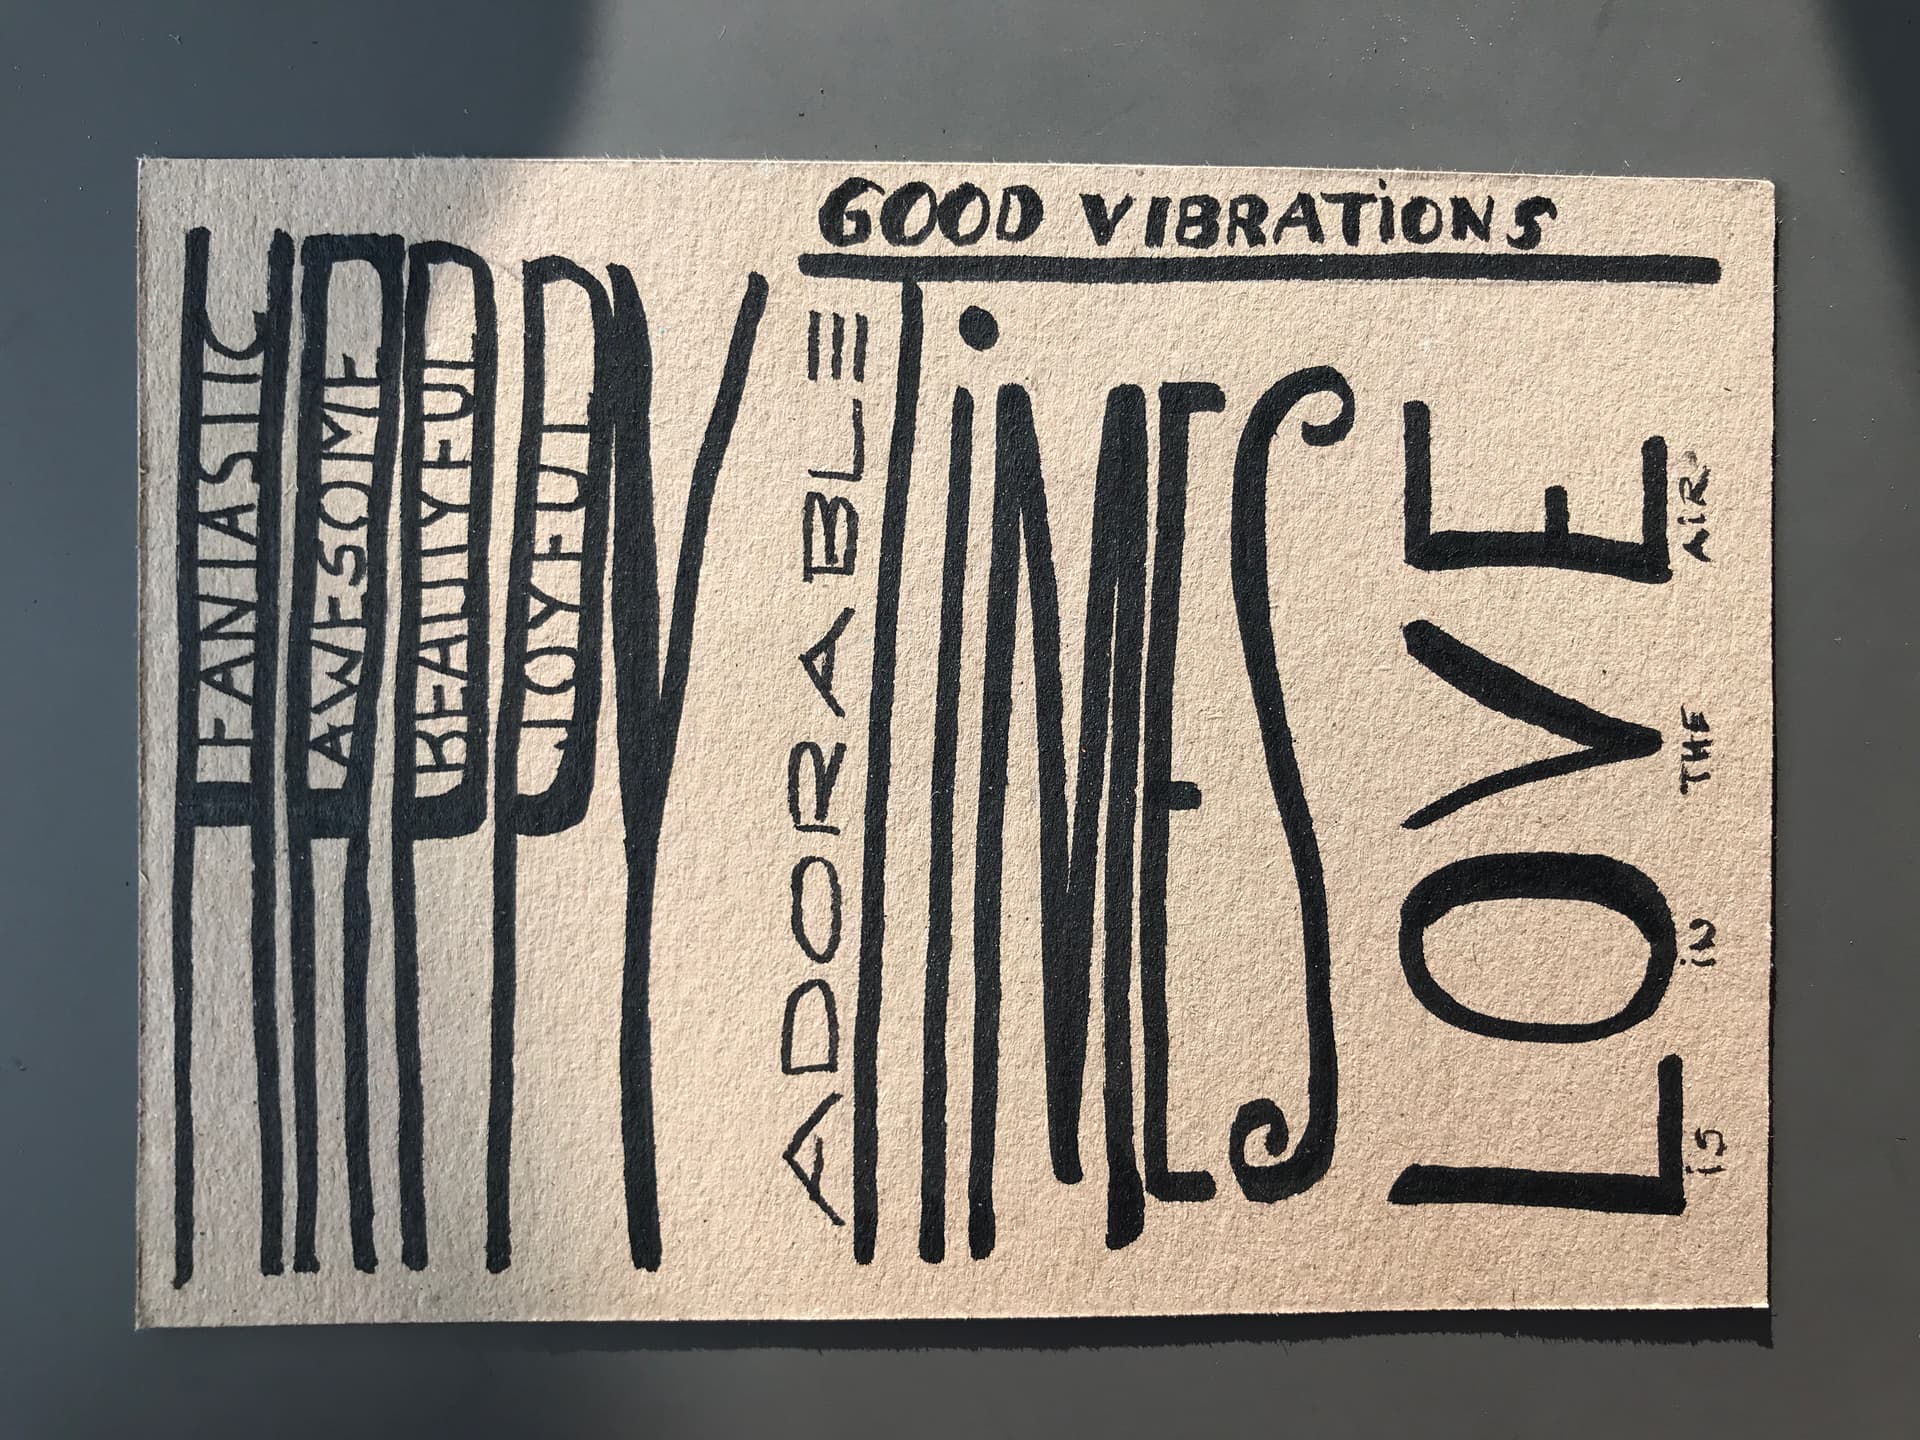 HAPPY
FANTASTIC
AWESOME
BEAUTYFUL
JOYFUL
GOOD VIBRATIONS
TiMES
ADORABLE
LOVE
iS iN THE AiR